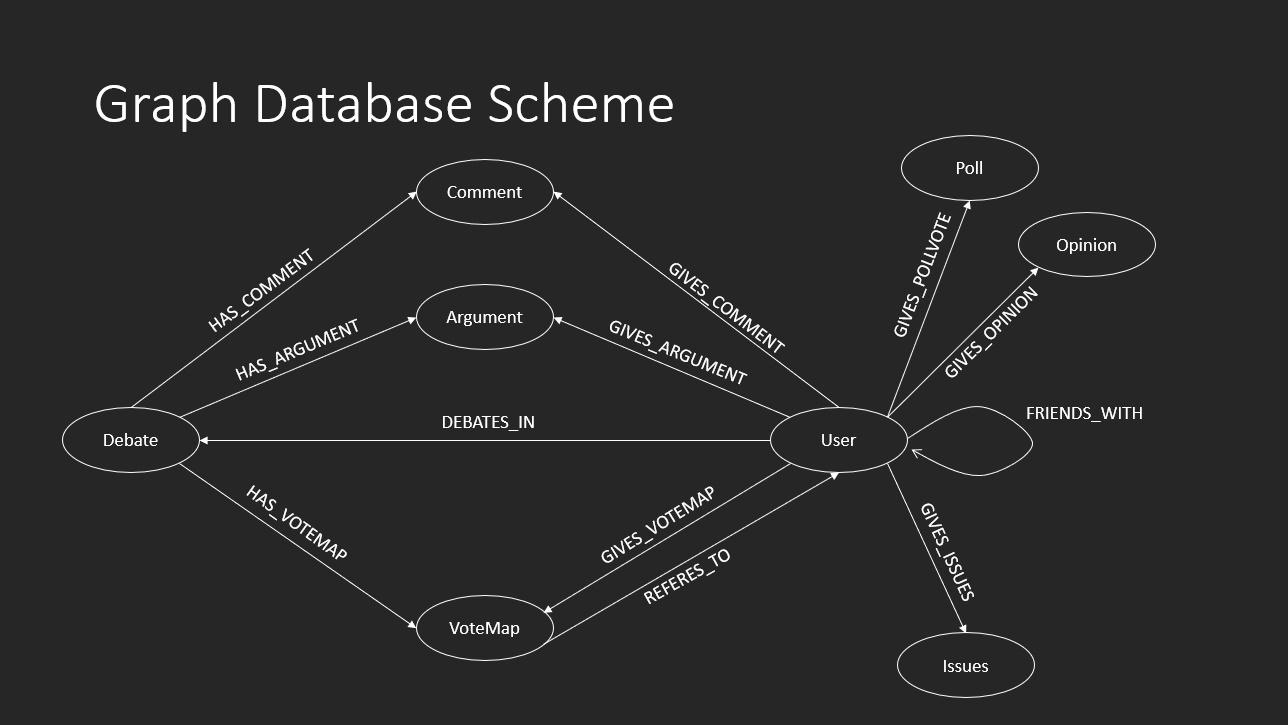 Graph Database Scheme
Poll
Comment
Opinion
GIVES_POLLVOTE
HAS_COMMENT
GIVES_COMMENT
Argument
GIVES_OPINION
HAS_ARGUMENT
GIVES_ARGUMENT
FRIENDS_WITH
DEBATES_IN
Debate
User
HAS_VOTEMAP
GIVES_VOTEMAP
GIVES_ISSUES
REFERES_TO
VoteMap
Issues